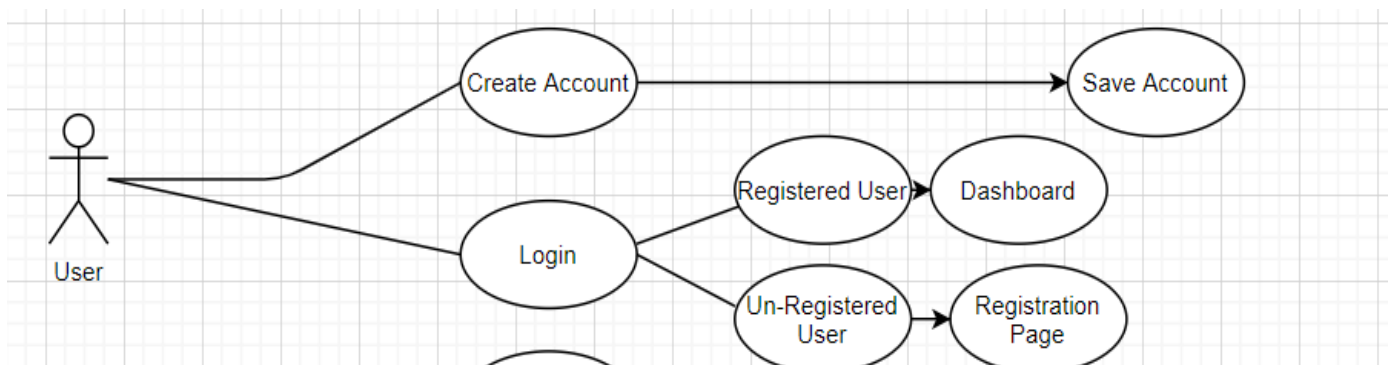 Create Account
Save Account
Registered User
Dashboard
Login
User
Un-Registered
User
Registration
Page